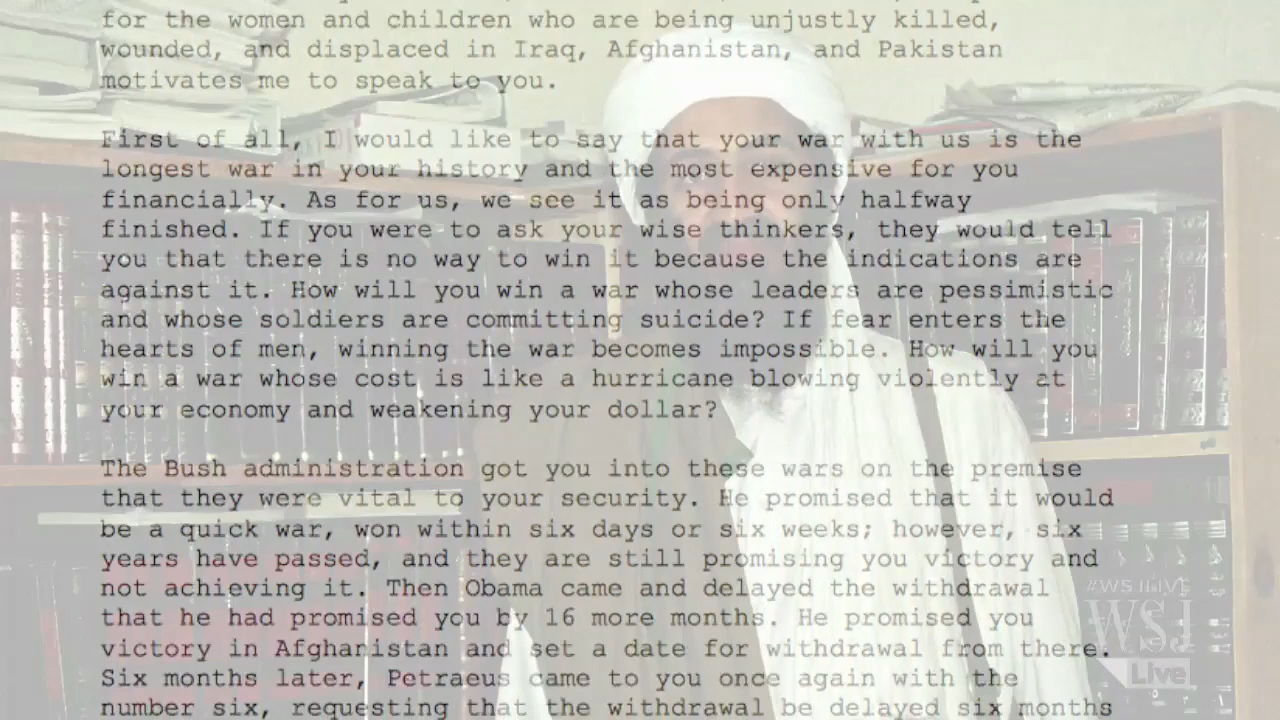 for the women and children who are being unjustly killed,
wounded, and displaced in Iraq, Afghanistan, and Pakistan
motivates me to speak to you.
First of all, I would like to say that your war with us is the
longest war in your history and the most expensive for you
financially. As for us, we see it as being only halfway
finished. If you were to ask your wise thinkers, they would tell
you that there is no way to win it because the indications are
against it. How will you win a war whose leaders are pessimistic
and whose soldiers are committing suicide? If fear enters the
hearts of men, winning the war becomes impossible. How will you
win a war whose cost is like a hurricane blowing violently at
your economy and weakening your dollar?
The Bush administration got you into these wars on the premise
that they were vital to your security. He promised that it would
be a quick war, won within six days or six weeks; however, six
years have passed, and they are still promising you victory and
not achieving it. Then Obama came and delayed the withdrawal
that he had promised you by 16 more months. He promised you
victory in Afghanistan and set a date for withdrawal from there.
Six months later, Petraeus came to you once again with the
number six, requesting that the withdrawal be delayed six months
WSJ
Live